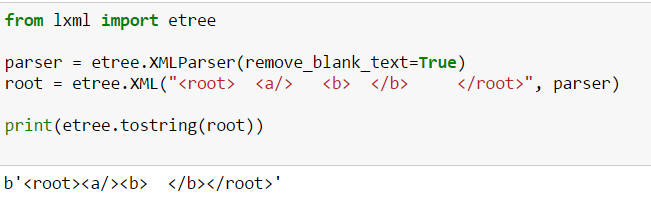 from lxml import etree
parser = etree.XMLParser(remove_blank_text=True)
root = etree.XML("<root>  <a/>   <b>  </b>     </root>", parser)
print(etree.tostring(root))
b'<root><a/><b>  </b></root>'